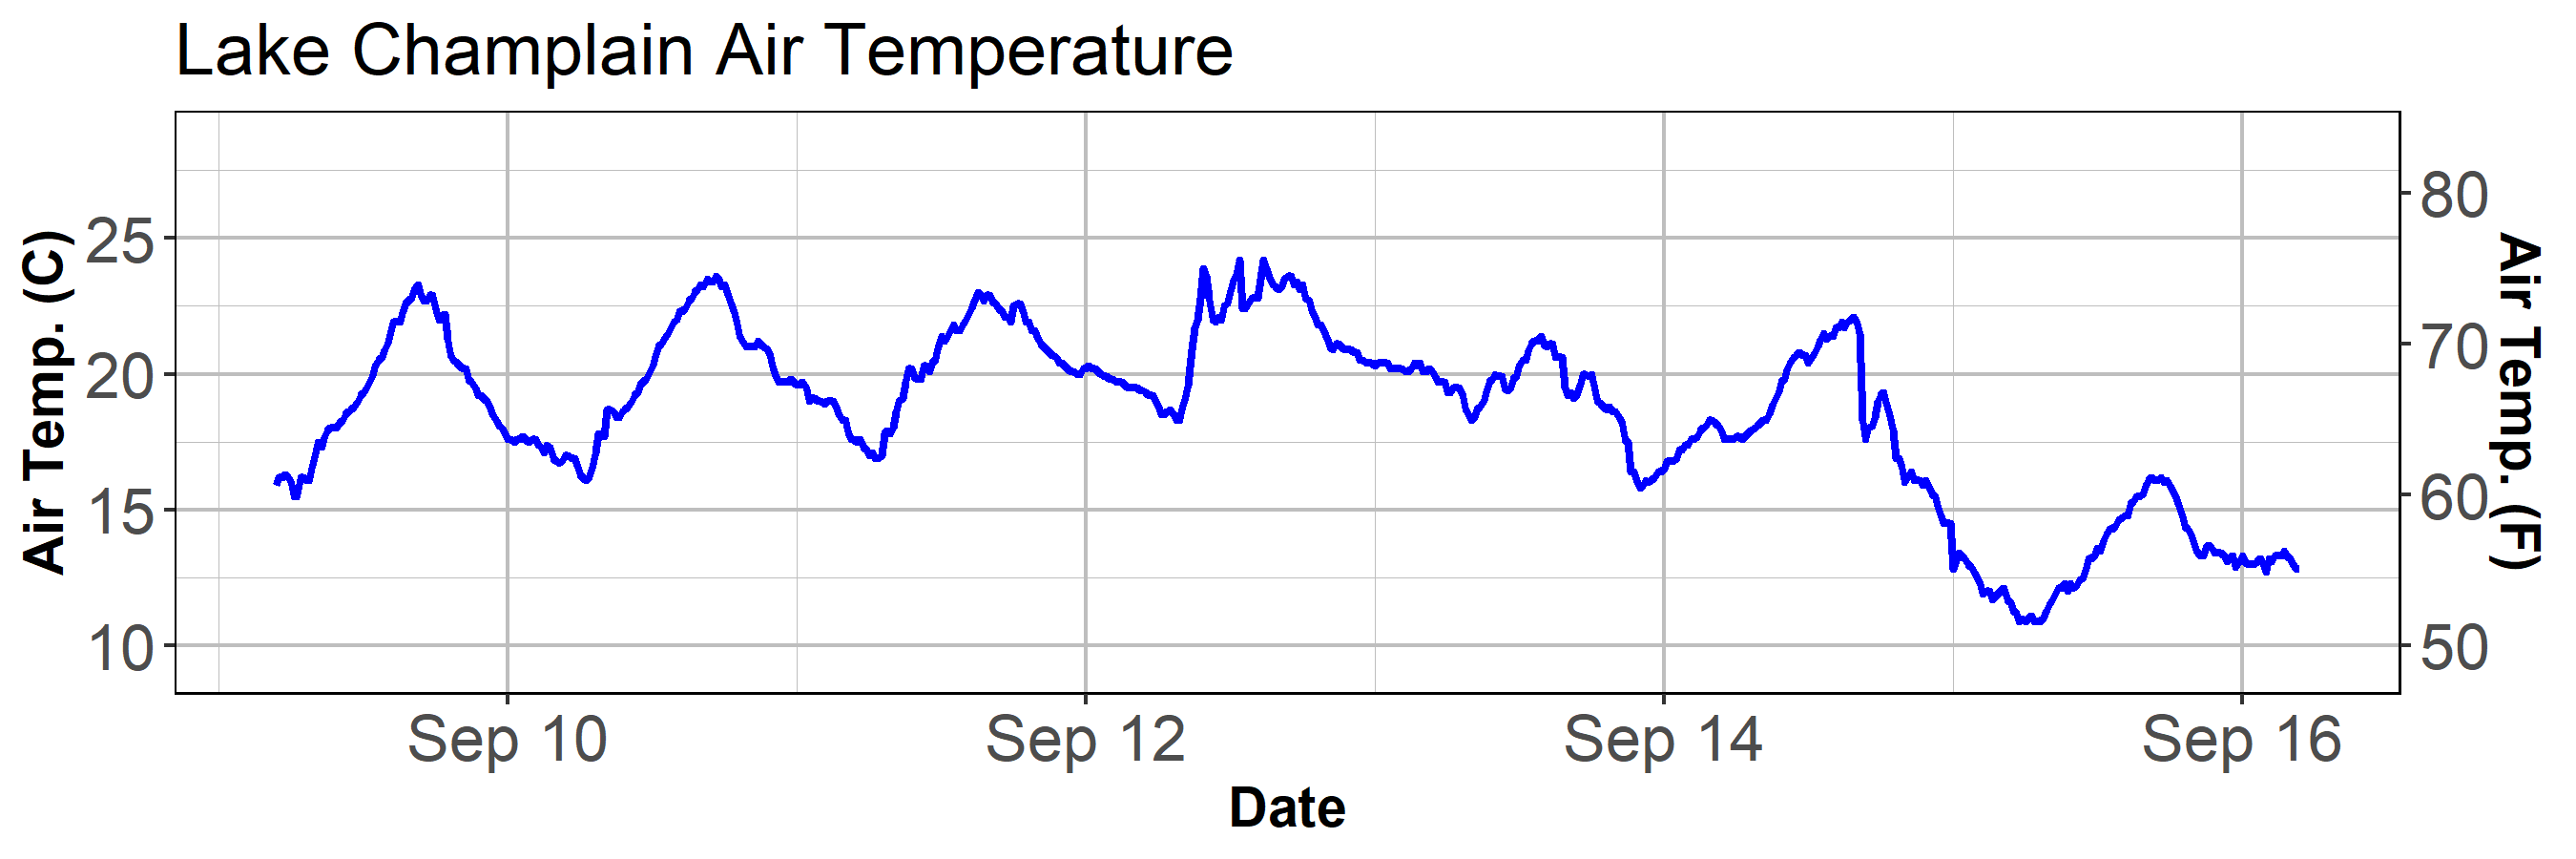 Lake Champlain Air Temperature
Air Temp. (C)
25
20
15
10
80
70
60
50
Air Temp. (F)
Sep 10
Sep 12
Sep 14
Sep 16
Date